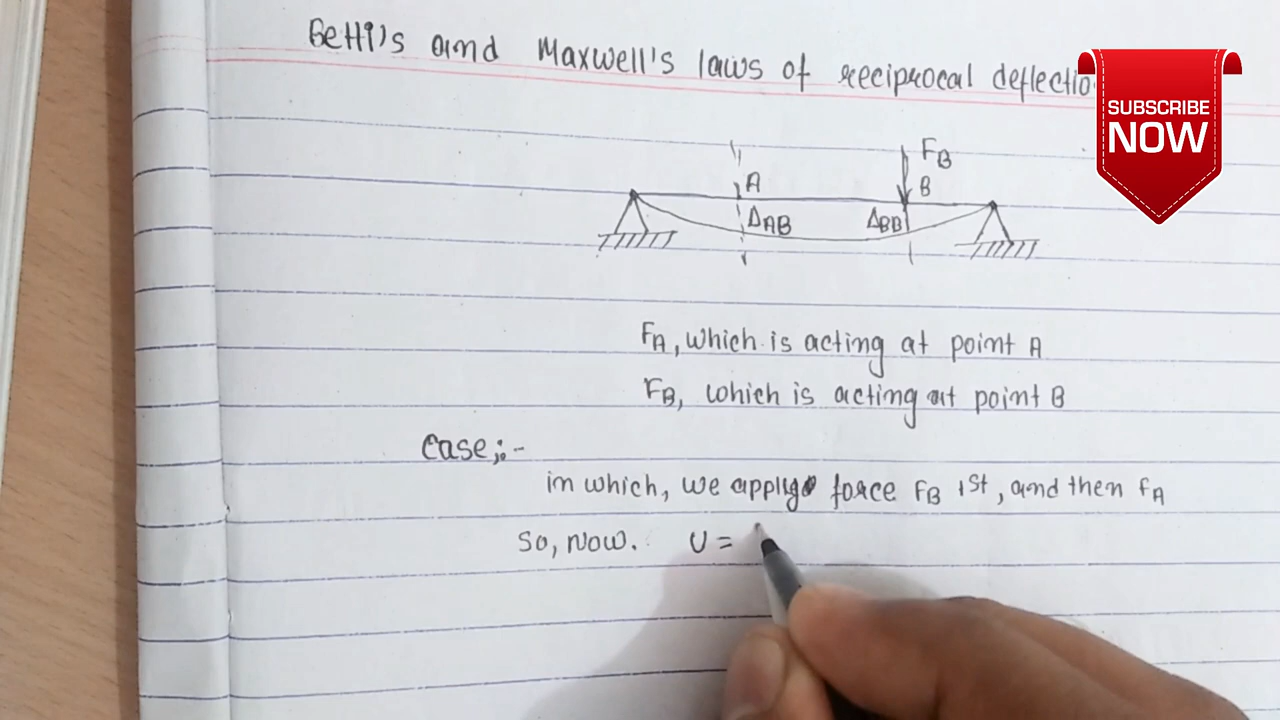 Betti's and Maxwell's laws of reciprocal deflectio
SUBSCRIBE
NOW
FB
A
B
ΔAB
ΔBB
FA, which is acting at point A
FB, which is acting at point B
Case;:-
in which, we apply force FB 1st, and then FA
So, Now. U =